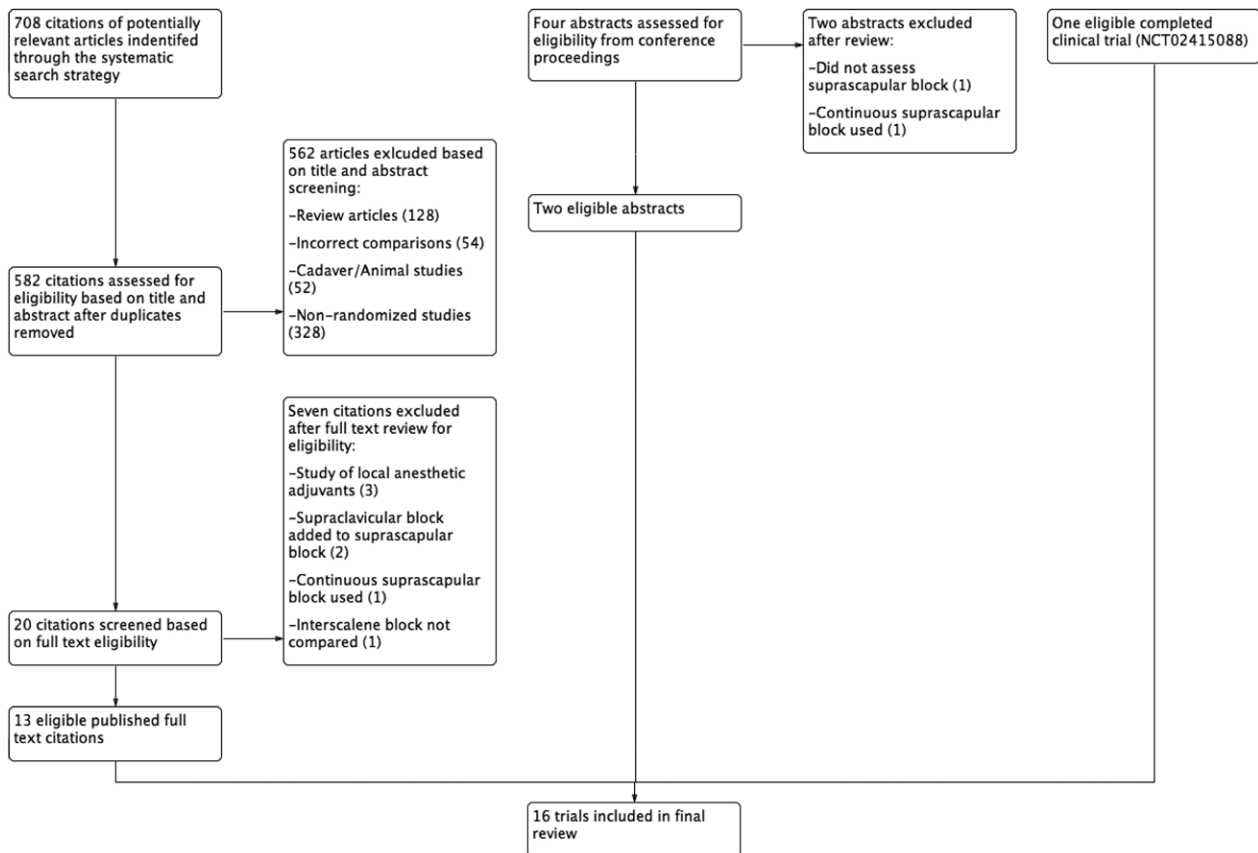 708 citations of potentially
relevant articles indentifed
through the systematic
search strategy
Four abstracts assessed for
eligibility from conference
proceedings
Two abstracts excluded
after review:
-Did not assess
suprascapular block (1)
-Continuous suprascapular
block used (1)
One eligible completed
clinical trial (NCT02415088)
562 articles exlcuded based
on title and abstract
screening:
-Review articles (128)
-Incorrect comparisons (54)
-Cadaver/Animal studies
(52)
-Non-randomized studies
(328)
Two eligible abstracts
582 citations assessed for
eligibility based on title and
abstract after duplicates
removed
Seven citations excluded
after full text review for
eligibility:
-Study of local anesthetic
adjuvants (3)
-Supraclavicular block
added to suprascapular
block (2)
-Continuous suprascapular
block used (1)
-Interscalene block not
compared (1)
20 citations screened based
on full text eligibility
13 eligible published full
text citations
16 trials included in final
review